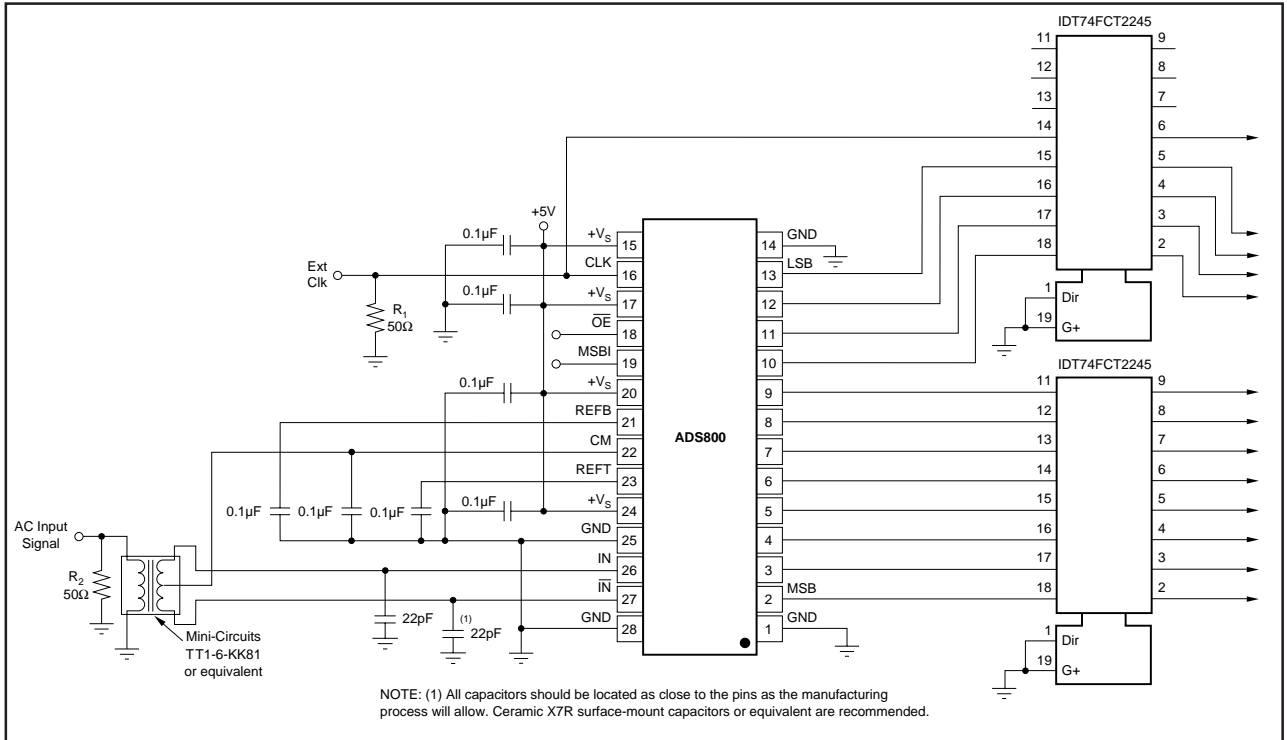 IDT74FCT2245
11 9
12 8
13 7
14 6
15 5
16 4
17 3
18 2
1 Dir
19 G+
IDT74FCT2245
11 9
12 8
13 7
14 6
15 5
16 4
17 3
18 2
1 Dir
19 G+
+5V
0.1µF
+VS 15
Ext Clk
CLK 16
0.1µF
+VS 17
R1
50Ω
OE 18
MSBI 19
0.1µF
+VS 20
REFB 21
CM 22
REFT 23
0.1µF 0.1µF 0.1µF
0.1µF
+VS 24
GND 25
IN 26
IN 27
GND 28
ADS800
14 GND
13 LSB
12
11
10
9
8
7
6
5
4
3
2 MSB
1 GND
AC Input
Signal
R2
50Ω
22pF
(1)
22pF
Mini-Circuits
TT1-6-KK81
or equivalent
NOTE: (1) All capacitors should be located as close to the pins as the manufacturing
process will allow. Ceramic X7R surface-mount capacitors or equivalent are recommended.